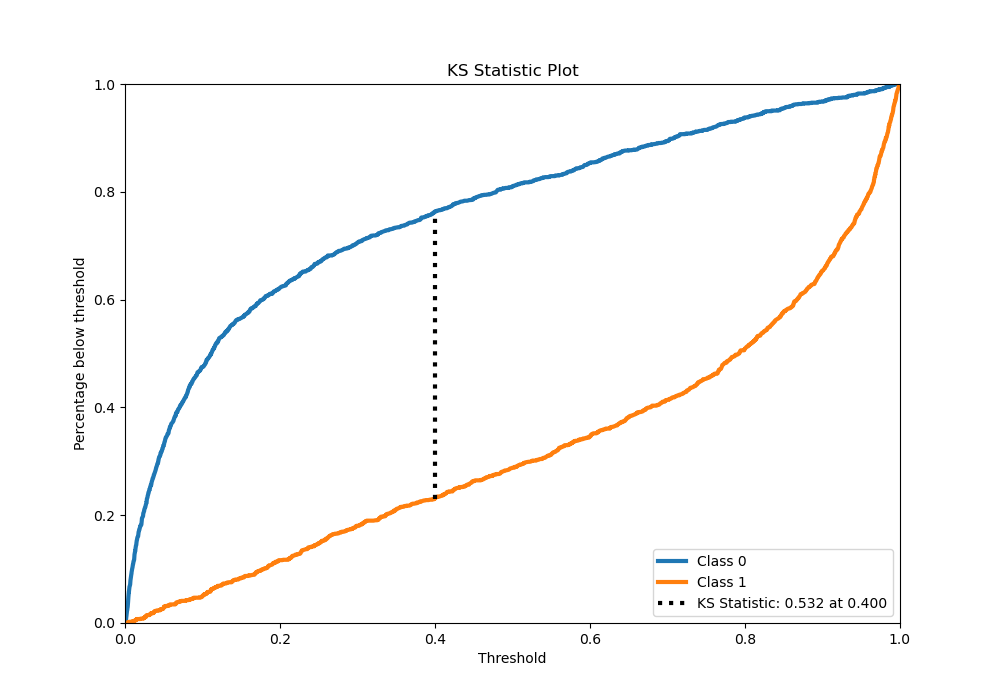 KS Statistic Plot
1.0
0.8
0.6
0.4
0.2
0.0
Percentage below threshold
0.0 0.2 0.4 0.6 0.8 1.0
Threshold
Class 0
Class 1
KS Statistic: 0.532 at 0.400